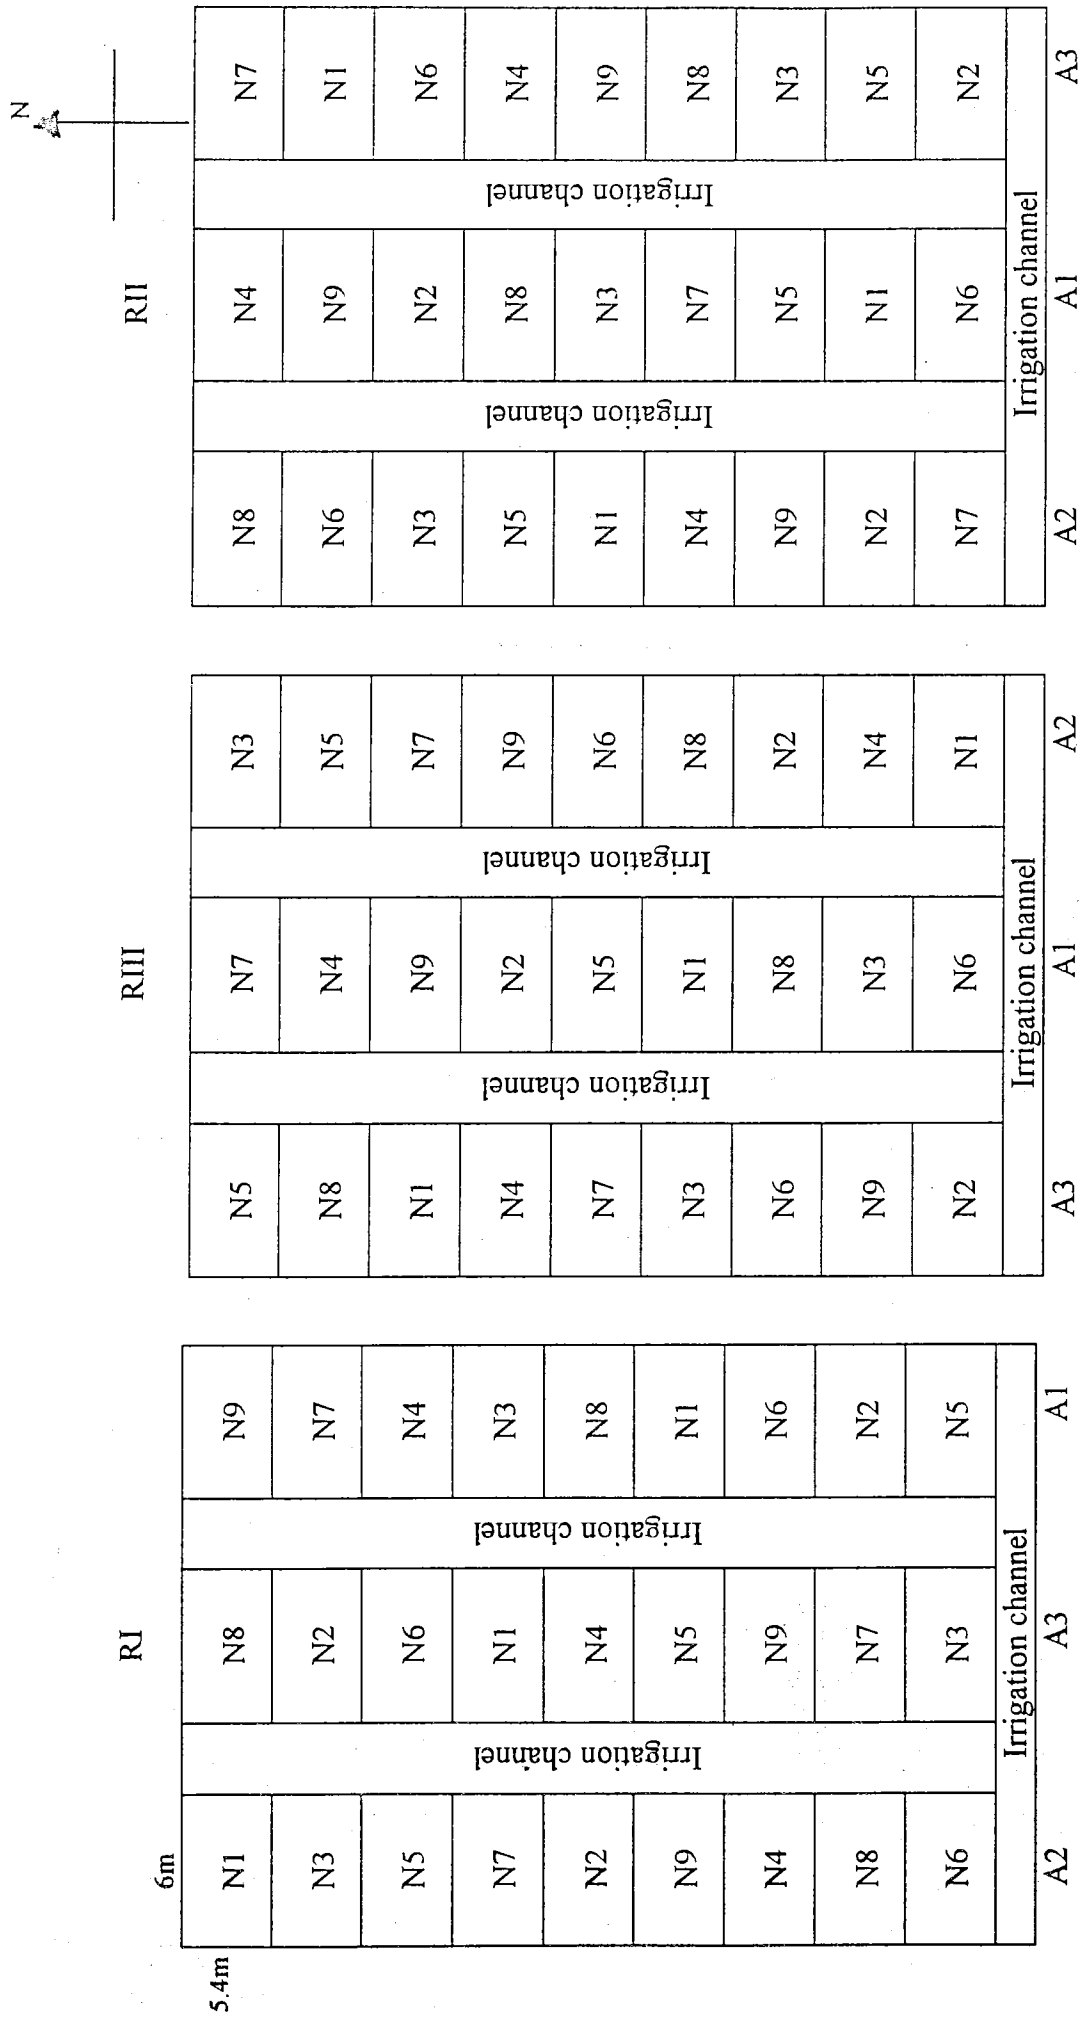 N
RI RIII RII
6m
5.4m
N1 N8 N9 N5 N7 N3 N8 N4 N7
N3 N2 N7 N8 N4 N5 N6 N9 N1
N5 N6 N4 N1 N9 N7 N3 N2 N6
N7 N1 N3 N4 N2 N9 N5 N8 N4
N2 N4 N8 N7 N5 N6 N1 N3 N9
N9 N5 N1 N3 N1 N8 N4 N7 N8
N4 N9 N6 N6 N8 N2 N9 N5 N3
N8 N7 N2 N9 N3 N4 N2 N1 N5
N6 N3 N5 N2 N6 N1 N7 N6 N2
Irrigation channel
Irrigation channel
Irrigation channel
Irrigation channel
Irrigation channel
Irrigation channel
Irrigation channel Irrigation channel Irrigation channel
A2 A3 A1 A3 A1 A2 A2 A1 A3